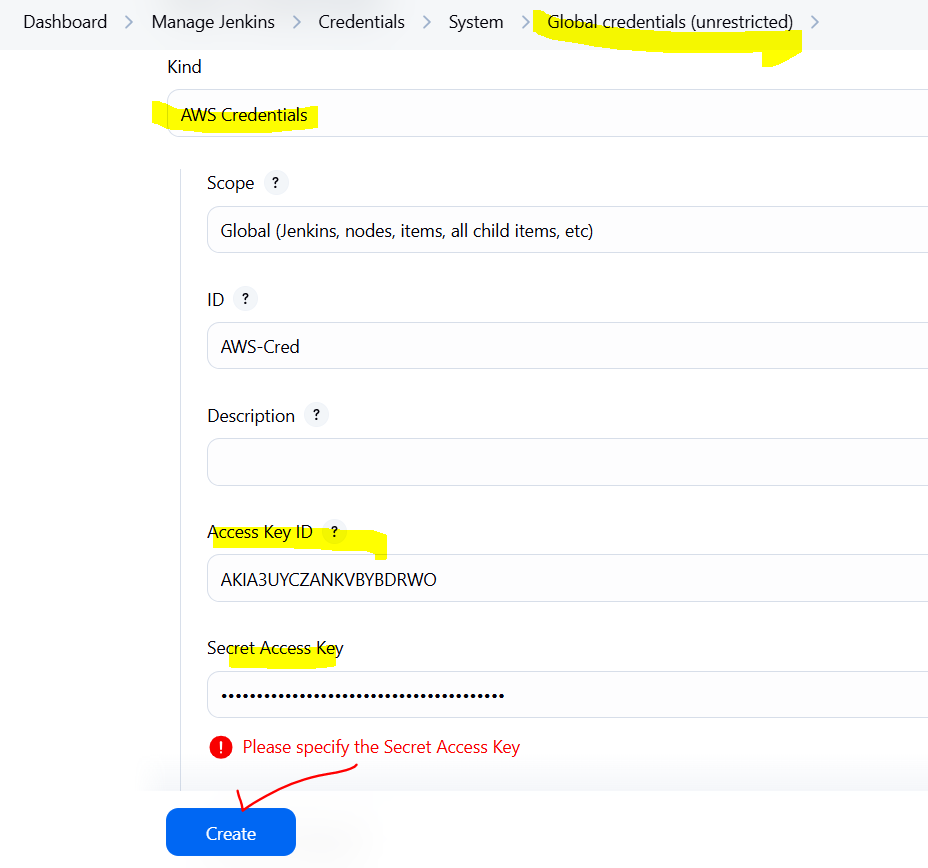 Dashboard > Manage Jenkins > Credentials > System > Global credentials (unrestricted) >
Kind
AWS Credentials
Scope ?
Global (Jenkins, nodes, items, all child items, etc)
ID ?
AWS-Cred
Description ?
Access Key ID ?
AKIA3UYCZANKVBYBDRWO
Secret Access Key
••••••••••••••••••••••••••••••••••••••••
! Please specify the Secret Access Key
Create